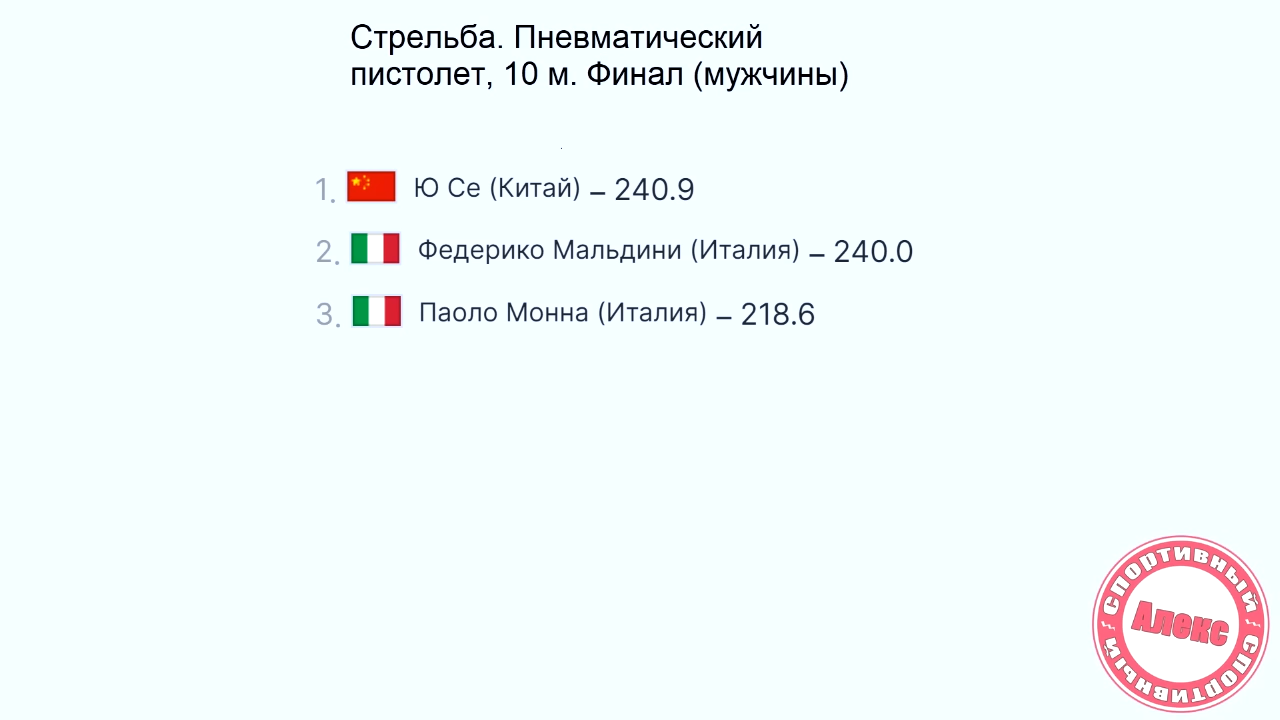 Стрельба. Пневматический
пистолет, 10 м. Финал (мужчины)
1. Ю Се (Китай) – 240.9
2. Федерико Мальдини (Италия) – 240.0
3. Паоло Монна (Италия) – 218.6
СПОРТИВНЫЙ
Алекс
СПОРТИВНЫЙ